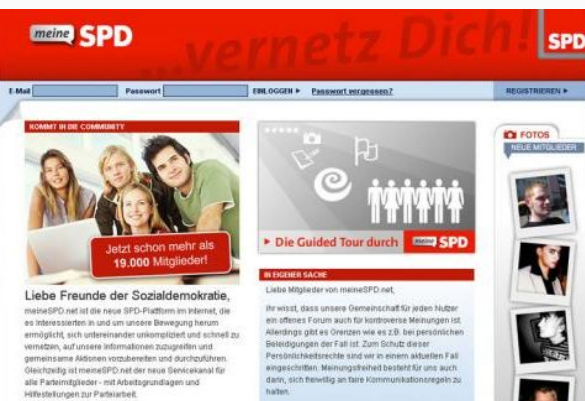 meine SPD
...vernetz Dich!
SPD
E-Mail
Passwort
EINLOGGEN
Passwort vergessen?
REGISTRIEREN
KOMMT IN DIE COMMUNITY
Jetzt schon mehr als
19.000 Mitglieder!
Liebe Freunde der Sozialdemokratie,
meineSPD.net ist die neue SPD-Plattform im Internet, die
es Interessierten in und um unsere Bewegung herum
ermöglicht, sich untereinander unkompliziert und schnell zu
vernetzen, auf unsere Informationen zuzugreifen und
gemeinsame Aktionen vorzubereiten und durchzuführen.
Gleichzeitig ist meineSPD.net der neue Servicekanal für
alle Parteimitglieder - mit Arbeitsgrundlagen und
Hilfestellungen zur Parteiarbeit.
Die Guided Tour durch meine SPD
IN EIGENER SACHE
Liebe Mitglieder von meineSPD.net,
ihr wisst, dass unsere Gemeinschaft für jeden Nutzer
ein offenes Forum auch für kontroverse Meinungen ist.
Allerdings gibt es Grenzen wie es z.B. bei persönlichen
Beleidigungen der Fall ist. Zum Schutz dieser
Persönlichkeitsrechte sind wir in einem aktuellen Fall
eingeschritten. Meinungsfreiheit besteht für uns auch
darin, sich freiwillig an faire Kommunikationsregeln zu
halten.
FOTOS
NEUE MITGLIEDER